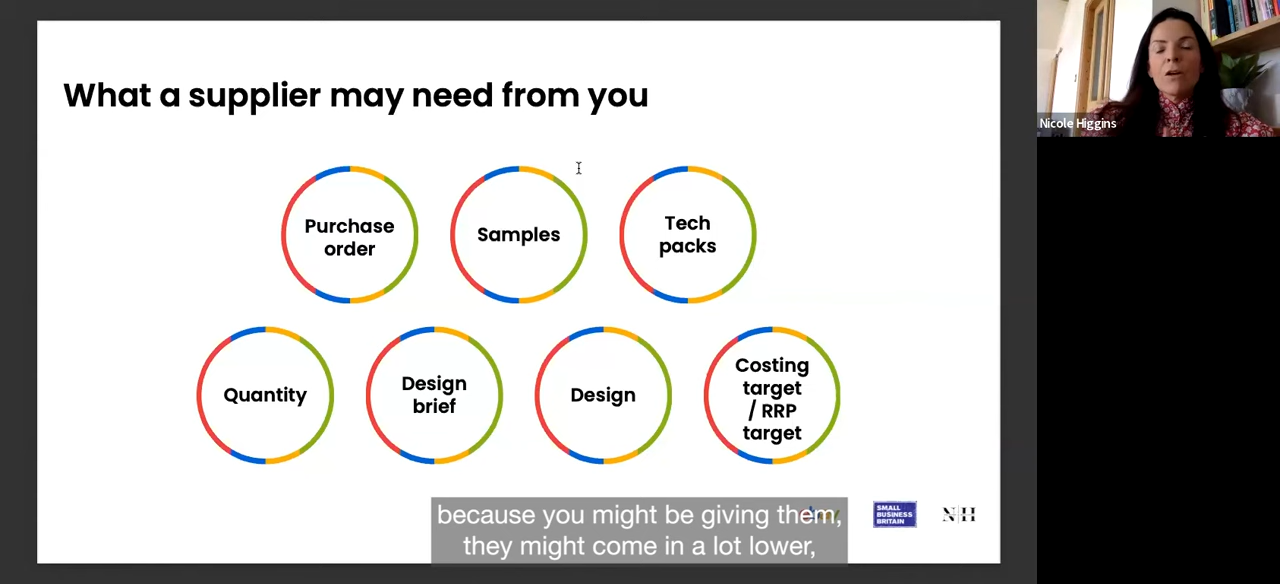 What a supplier may need from you
Nicole Higgins
Purchase
order
Samples
Tech
packs
Quantity
Design
brief
Design
Costing
target
/ RRP
target
because you might be giving them,
they might come in a lot lower,
SMALL
BUSINESS
BRITAIN
N H